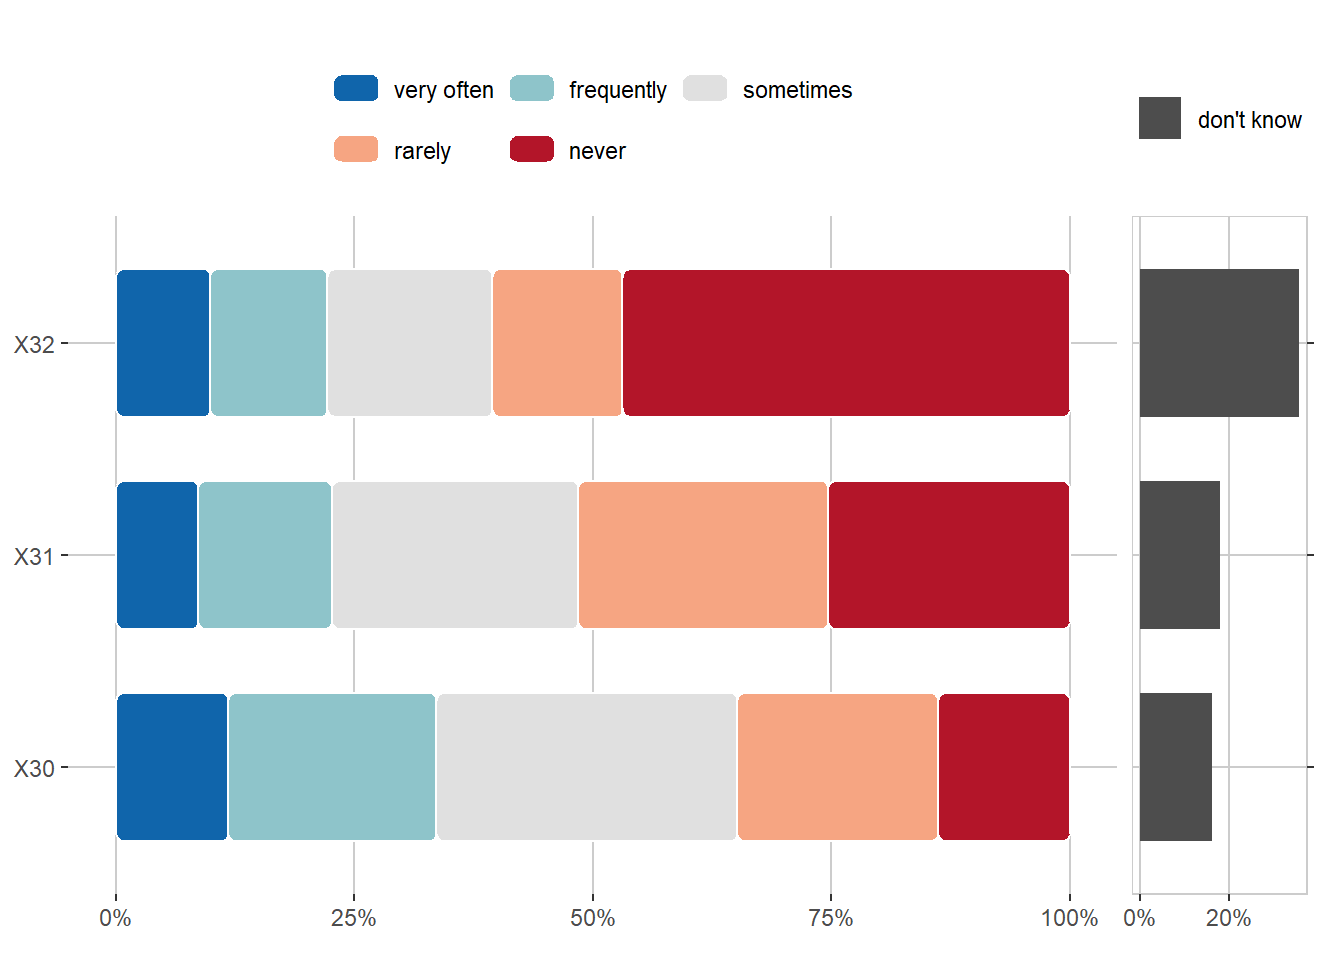 very often frequently sometimes
rarely never
don't know
X32
X31
X30
0% 25% 50% 75% 100% 0% 20%